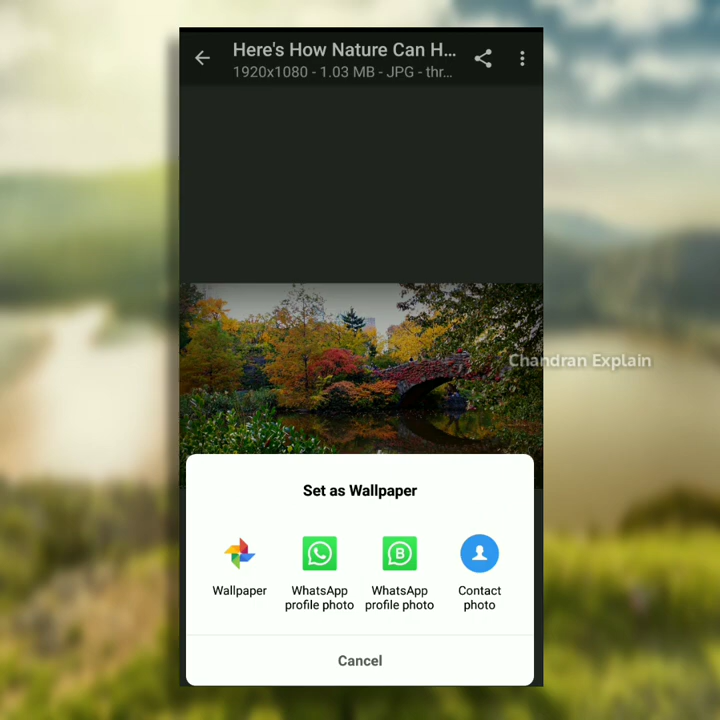 Here's How Nature Can H...
1920x1080 - 1.03 MB - JPG - thr...
Chandran Explain
Set as Wallpaper
Wallpaper
WhatsApp
profile photo
B
WhatsApp
profile photo
Contact
photo
Cancel